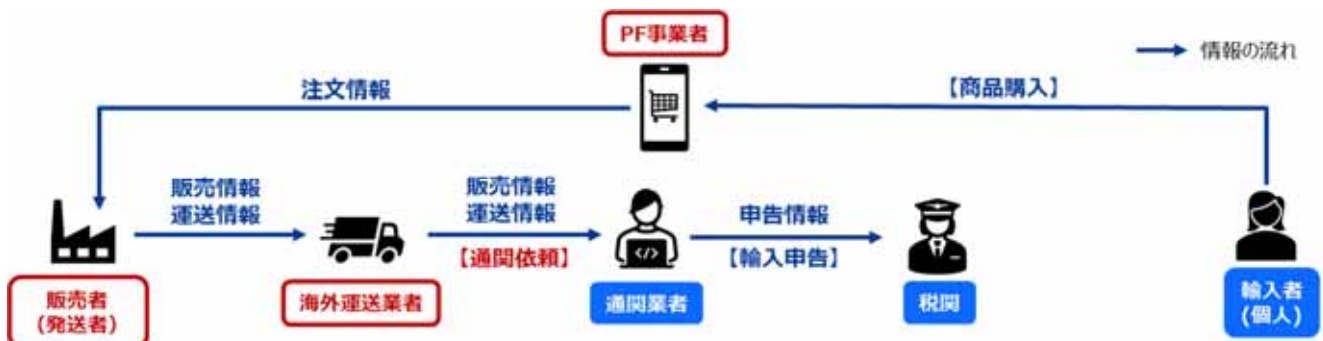 PF事業者
情報の流れ
注文情報
【商品購入】
販売情報
運送情報
販売情報
運送情報
【通関依頼】
申告情報
【輸入申告】
</>
販売者
(発送者)
海外運送業者
通関業者
税関
輸入者
(個人)